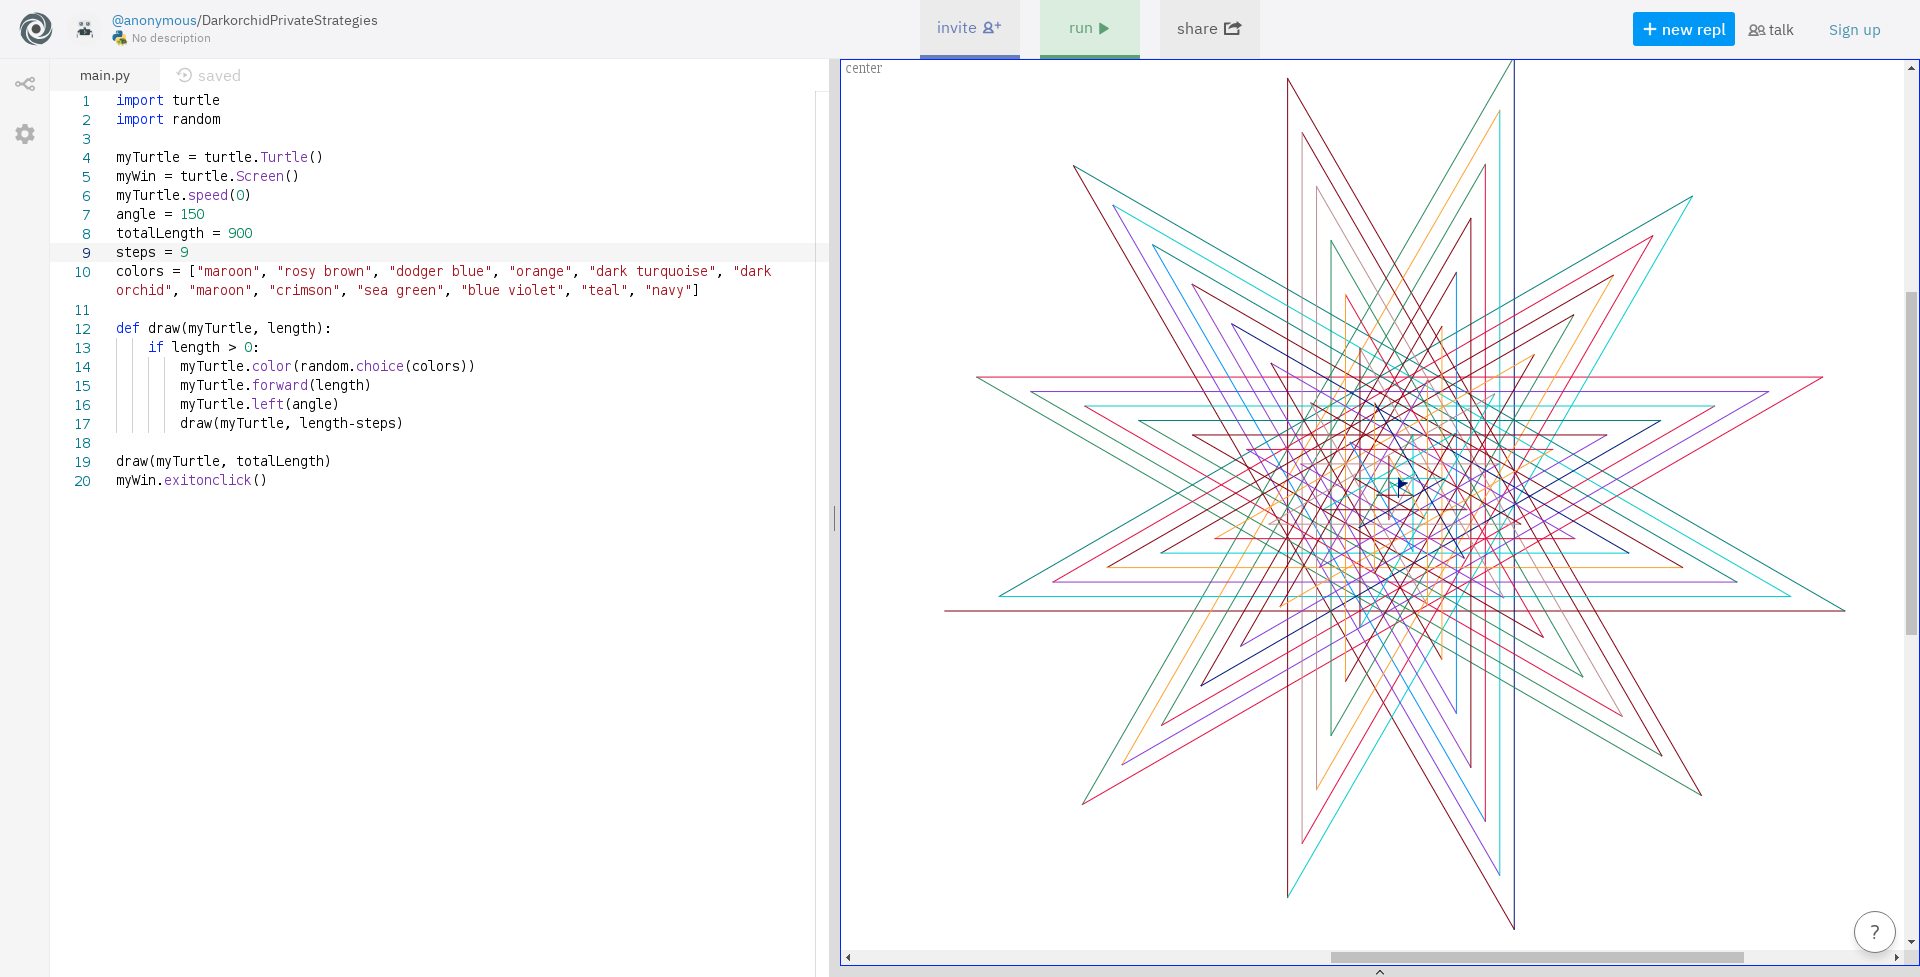 @anonymous/DarkorchidPrivateStrategies
No description
invite
run
share
+ new repl
talk
Sign up
main.py
saved
1 import turtle
2 import random
3
4 myTurtle = turtle.Turtle()
5 myWin = turtle.Screen()
6 myTurtle.speed(0)
7 angle = 150
8 totalLength = 900
9 steps = 9
10 colors = ["maroon", "rosy brown", "dodger blue", "orange", "dark turquoise", "dark
orchid", "maroon", "crimson", "sea green", "blue violet", "teal", "navy"]
11
12 def draw(myTurtle, length):
13 if length > 0:
14 myTurtle.color(random.choice(colors))
15 myTurtle.forward(length)
16 myTurtle.left(angle)
17 draw(myTurtle, length-steps)
18
19 draw(myTurtle, totalLength)
20 myWin.exitonclick()
center
?